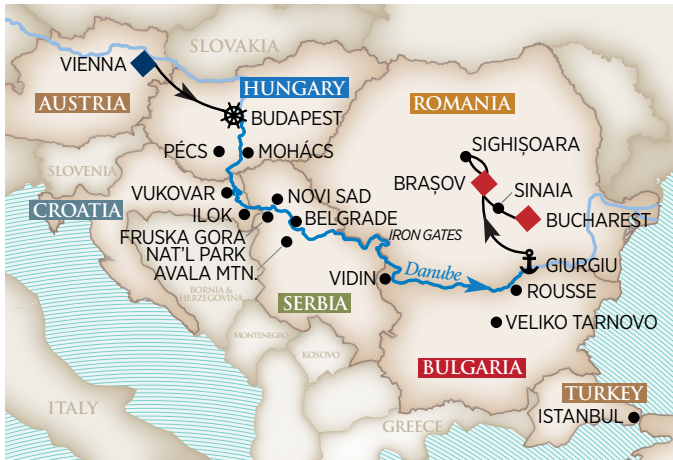 SLOVAKIA
VIENNA
HUNGARY
AUSTRIA
ROMANIA
BUDAPEST
SIGHIȘOARA
PÉCS
MOHÁCS
SLOVENIA
BRAȘOV
VUKOVAR
NOVI SAD
SINAIA
CROATIA
ILOK
BELGRADE
BUCHAREST
FRUSKA GORA
NAT'L PARK
IRON GATES
AVALA MTN.
GIURGIU
VIDIN
Danube
BORNIA &
HERZEGOVINA
ROUSSE
SERBIA
VELIKO TARNOVO
MONTENEGRO
KOSOVO
BULGARIA
TURKEY
ITALY
GREECE
ISTANBUL